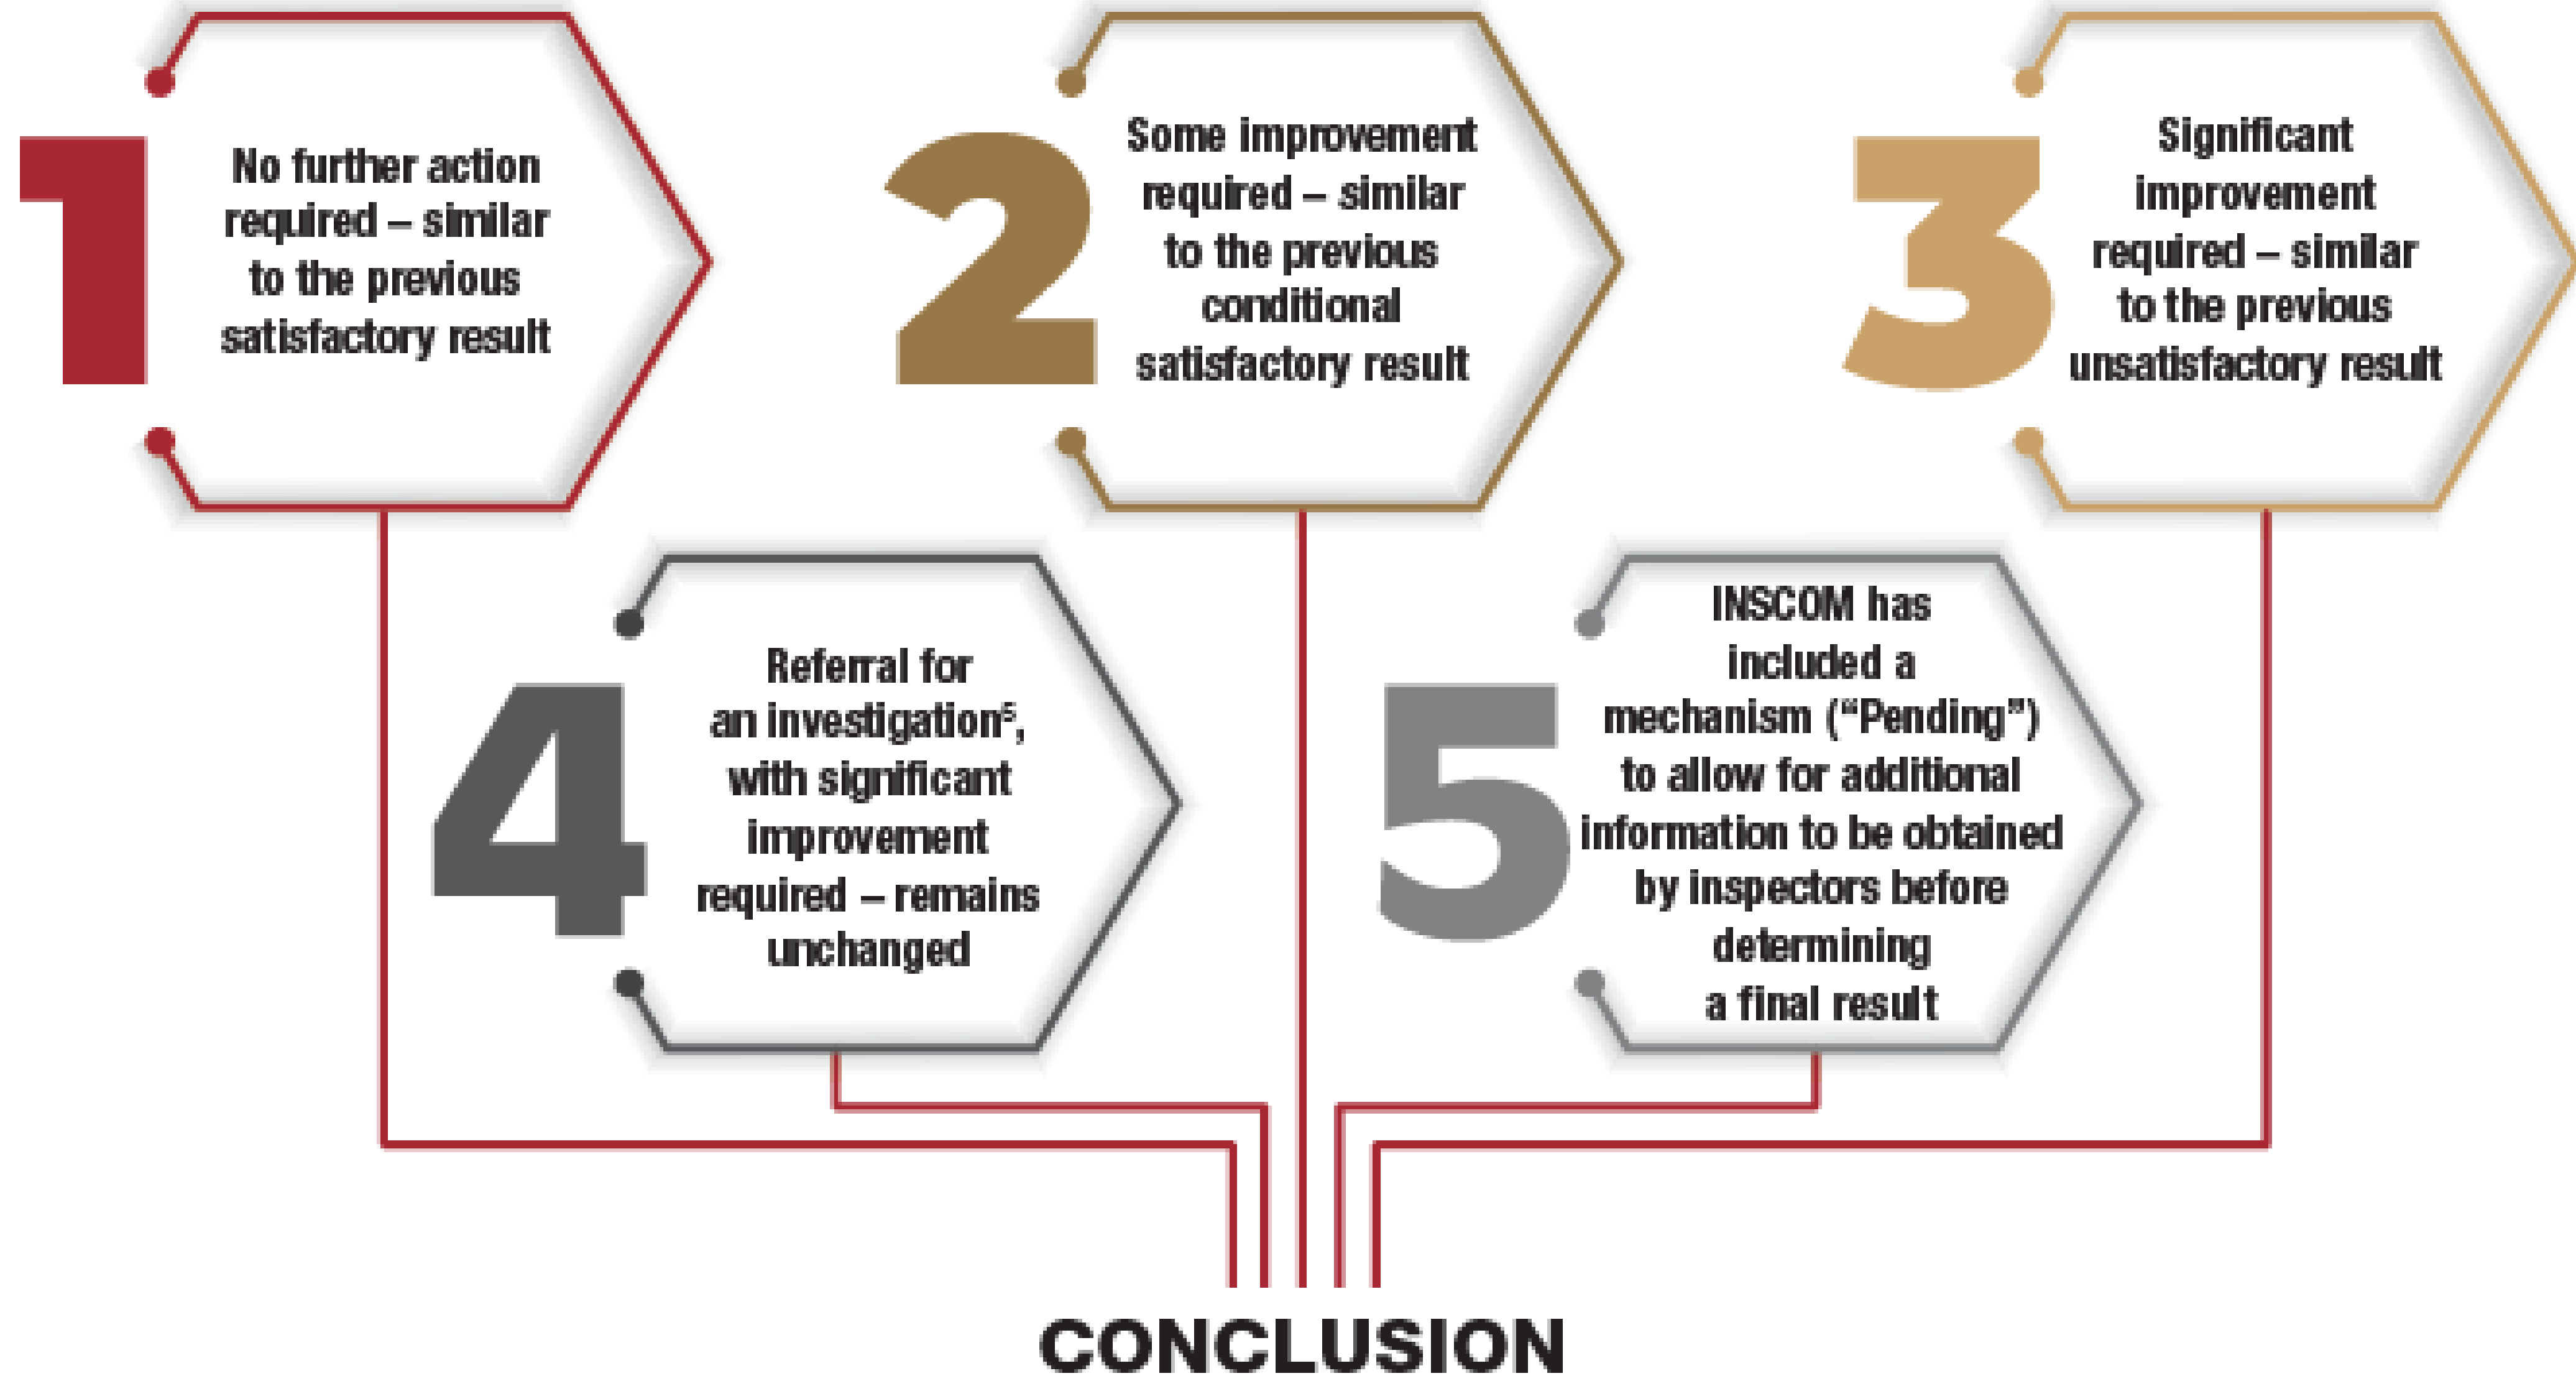 1
No further action
required – similar
to the previous
satisfactory result
2
Some improvement
required – similar
to the previous
conditional
satisfactory result
3
Significant
improvement
required – similar
to the previous
unsatisfactory result
4
Referral for
an investigation⁵,
with significant
improvement
required – remains
unchanged
5
INSCOM has
included a
mechanism (“Pending”)
to allow for additional
information to be obtained
by inspectors before
determining
a final result
CONCLUSION